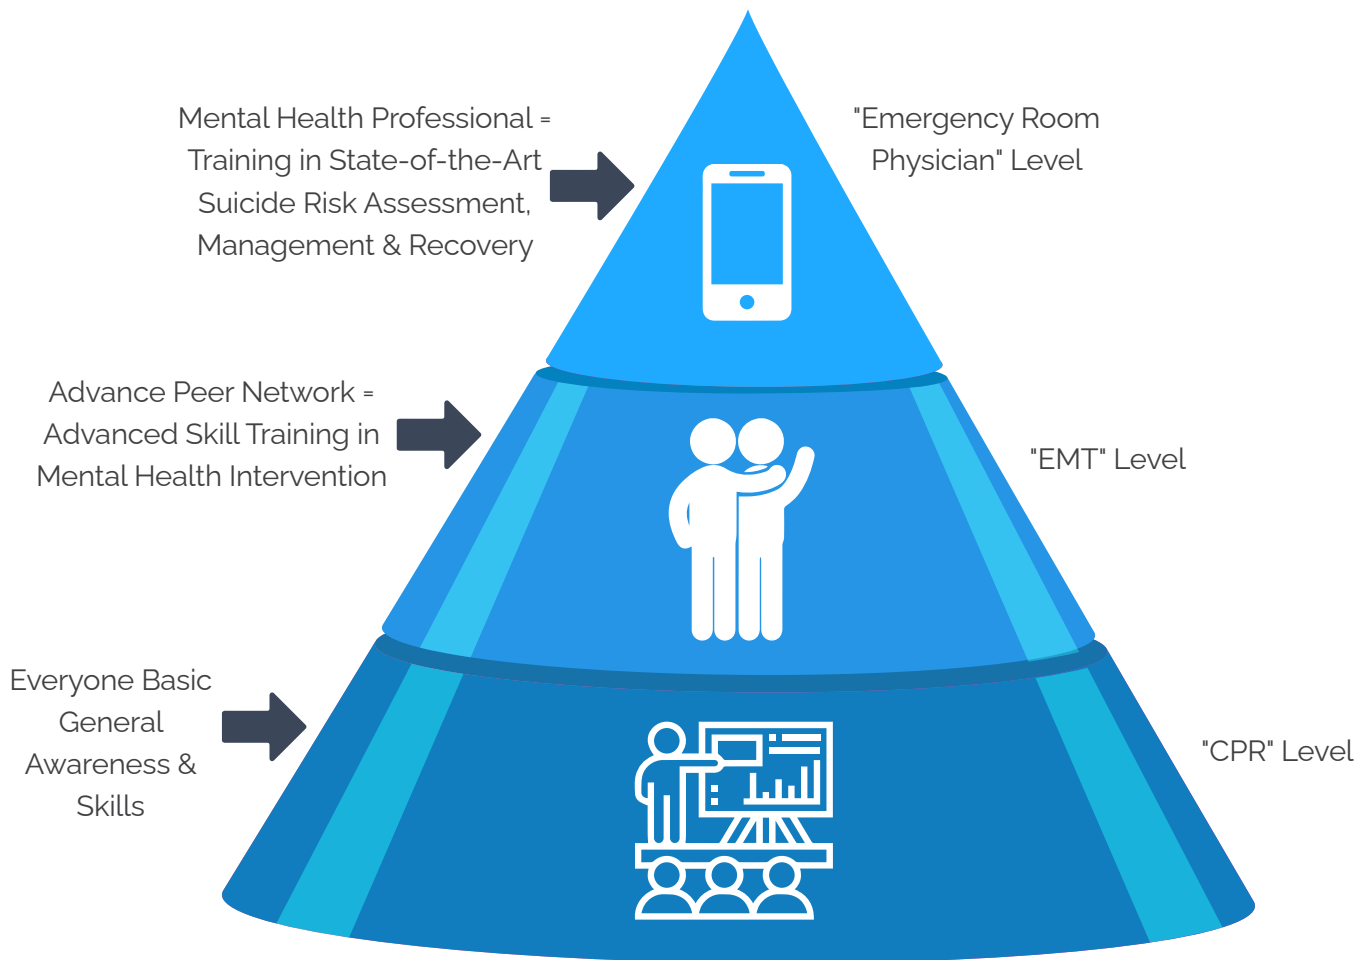 Mental Health Professional =
Training in State-of-the-Art
Suicide Risk Assessment,
Management & Recovery
"Emergency Room
Physician" Level
Advance Peer Network =
Advanced Skill Training in
Mental Health Intervention
"EMT" Level
Everyone Basic
General
Awareness &
Skills
"CPR" Level